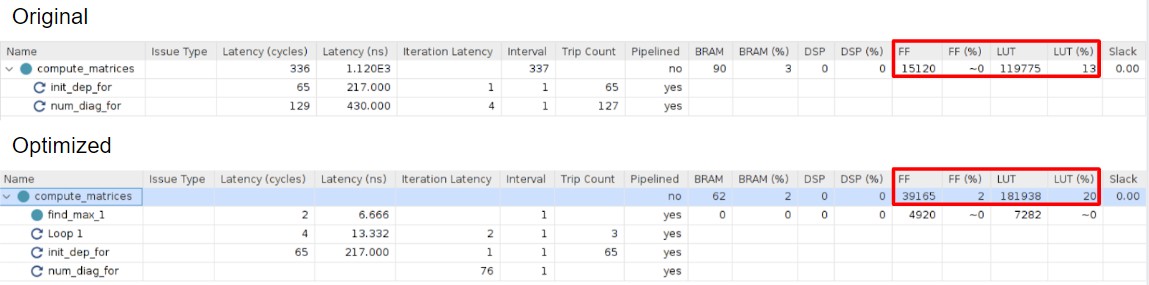 Original
Name Issue Type Latency (cycles) Latency (ns) Iteration Latency Interval Trip Count Pipelined BRAM BRAM (%) DSP DSP (%) FF FF (%) LUT LUT (%) Slack
compute_matrices 336 1.120E3 337 no 90 3 0 0 15120 ~0 119775 13 0.00
init_dep_for 65 217.000 1 1 65 yes
num_diag_for 129 430.000 4 1 127 yes
Optimized
Name Issue Type Latency (cycles) Latency (ns) Iteration Latency Interval Trip Count Pipelined BRAM BRAM (%) DSP DSP (%) FF FF (%) LUT LUT (%) Slack
compute_matrices no 62 2 0 0 39165 2 181938 20 0.00
find_max_1 2 6.666 1 yes 0 0 0 0 4920 ~0 7282 ~0
Loop 1 4 13.332 2 1 3 yes
init_dep_for 65 217.000 1 1 65 yes
num_diag_for 76 1 yes